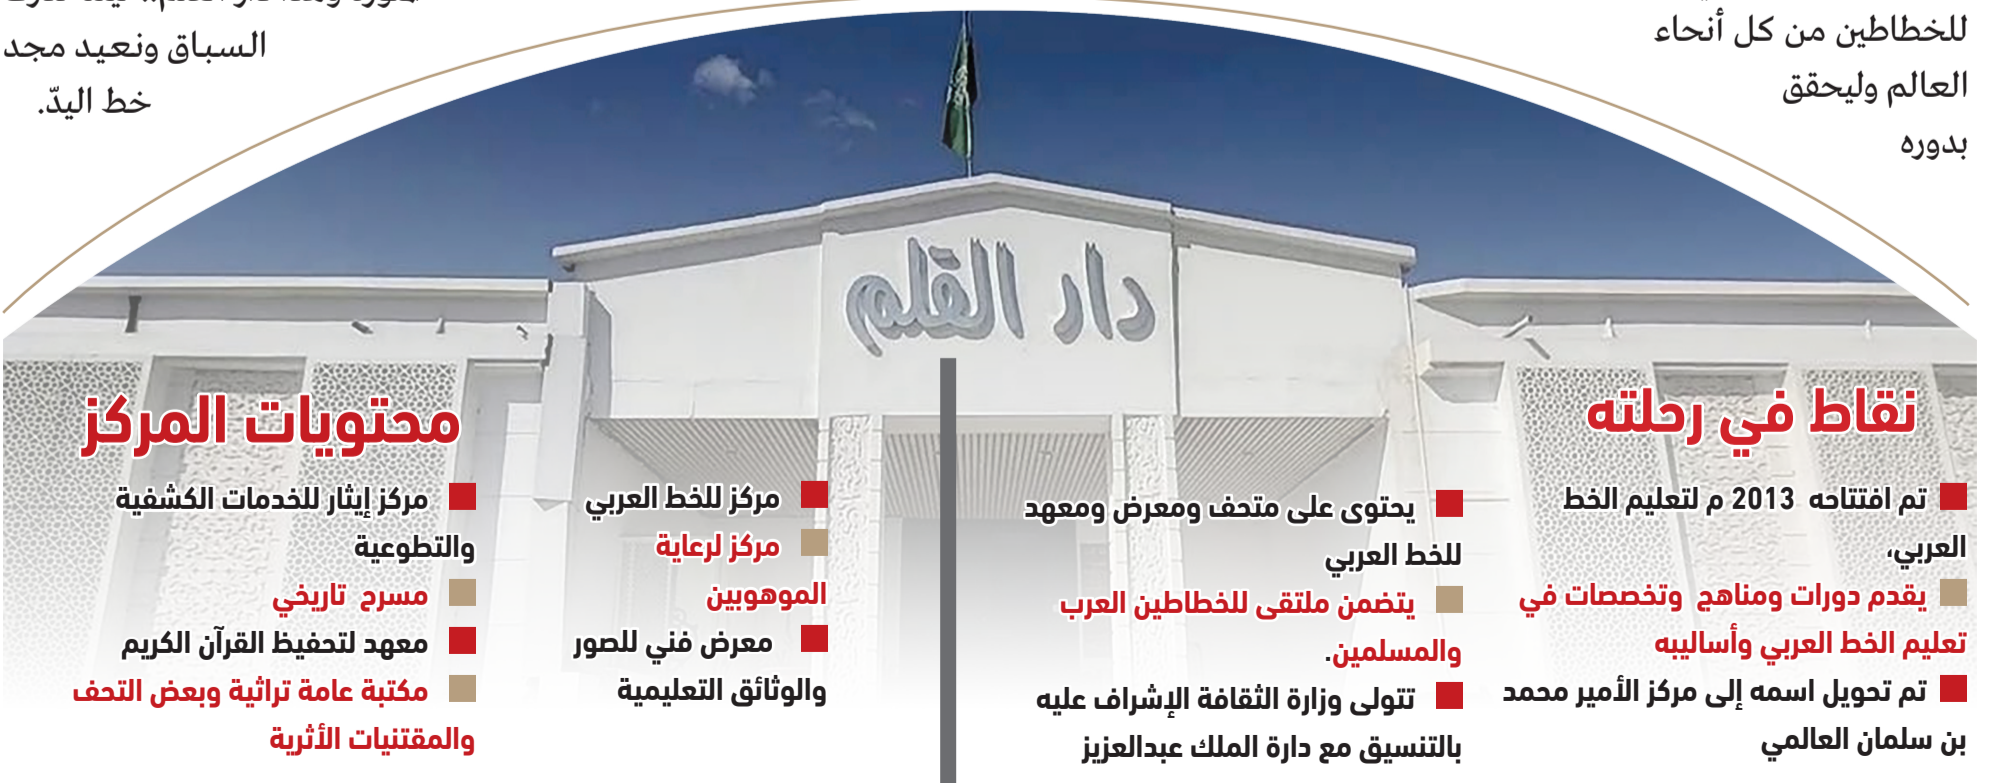 للخطاطين من كل أنحاء
العالم وليحقق
بدوره
السباق ونعيد مجد
خط اليدّ.
دار القلم
نقاط في رحلته
تم افتتاحه 2013 م لتعليم الخط
العربي،
يقدم دورات ومناهج وتخصصات في
تعليم الخط العربي وأساليبه
تم تحويل اسمه إلى مركز الأمير محمد
بن سلمان العالمي
يحتوى على متحف ومعرض ومعهد
للخط العربي
يتضمن ملتقى للخطاطين العرب
والمسلمين.
تتولى وزارة الثقافة الإشراف عليه
بالتنسيق مع دارة الملك عبدالعزيز
محتويات المركز
مركز للخط العربي
مركز لرعاية
الموهوبين
معرض فني للصور
والوثائق التعليمية
مركز إيثار للخدمات الكشفية
والتطوعية
مسرح تاريخي
معهد لتحفيظ القرآن الكريم
مكتبة عامة تراثية وبعض التحف
والمقتنيات الأثرية